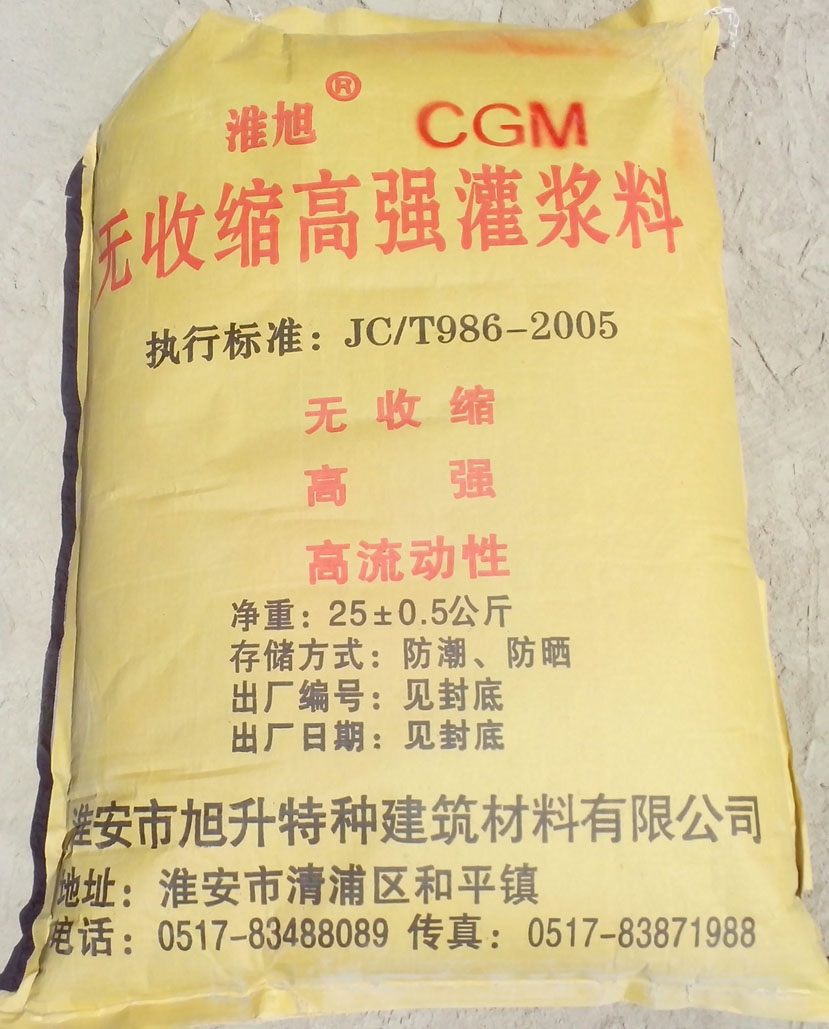 淮旭® CGM
无收缩高强灌浆料
执行标准：JC/T986-2005
无收缩
高强
高流动性
净重：25±0.5公斤
存储方式：防潮、防晒
出厂编号：见封底
出厂日期：见封底
淮安市旭升特种建筑材料有限公司
地址：淮安市清浦区和平镇
电话：0517-83488089 传真：0517-83871988